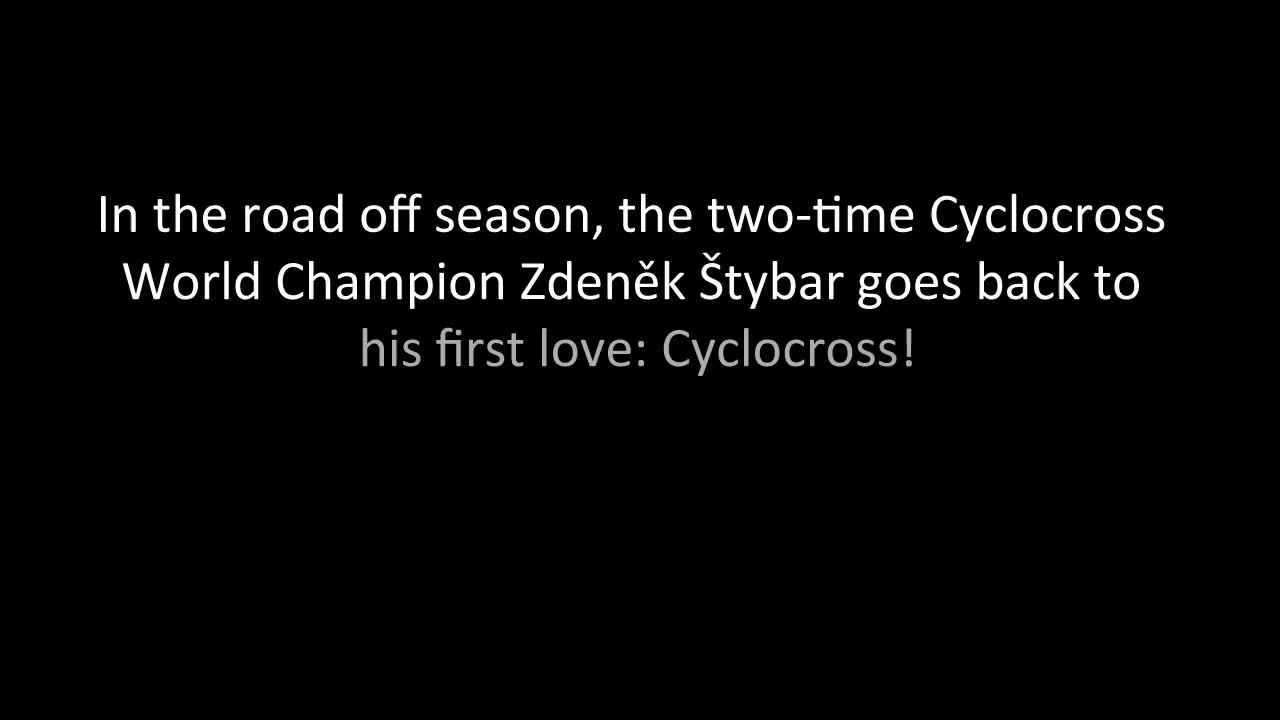 In the road off season, the two-time Cyclocross
World Champion Zdeněk Štybar goes back to
his first love: Cyclocross!